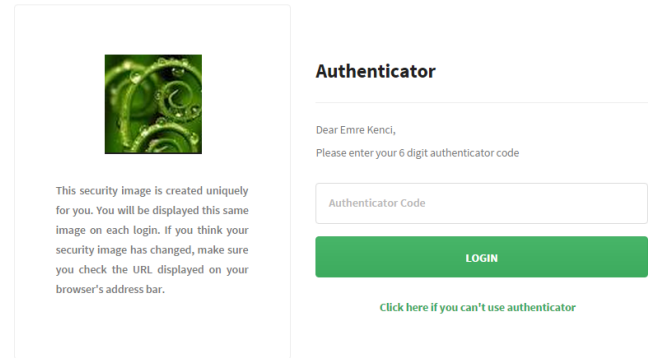 This security image is created uniquely
for you. You will be displayed this same
image on each login. If you think your
security image has changed, make sure
you check the URL displayed on your
browser's address bar.
Authenticator
Dear Emre Kenci,
Please enter your 6 digit authenticator code
Authenticator Code
LOGIN
Click here if you can't use authenticator